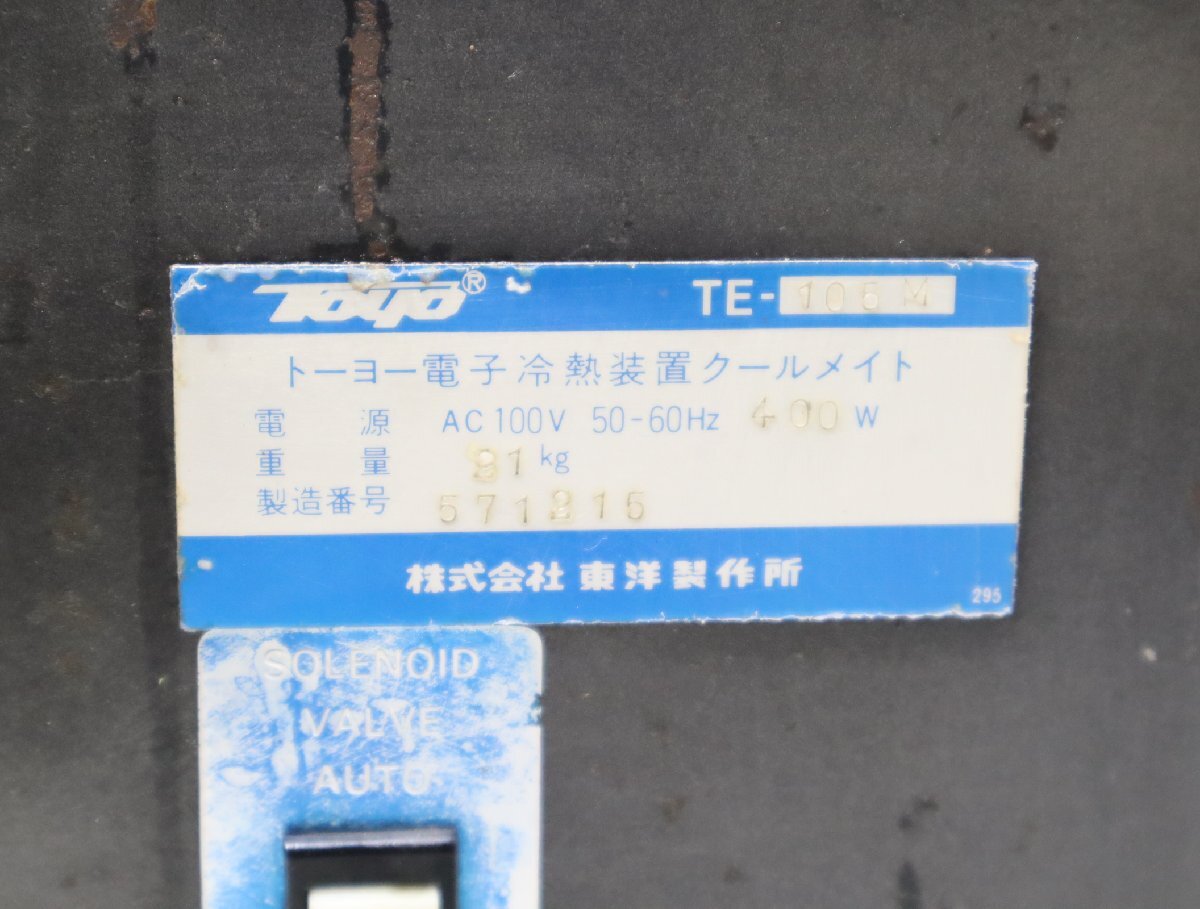 Toyo® TE-105M
トーヨー電子冷熱装置クールメイト
電源 AC100V 50-60Hz 400W
重量 21kg
製造番号 571215
株式会社 東洋製作所
295
SOLENOID
VALVE
AUTO